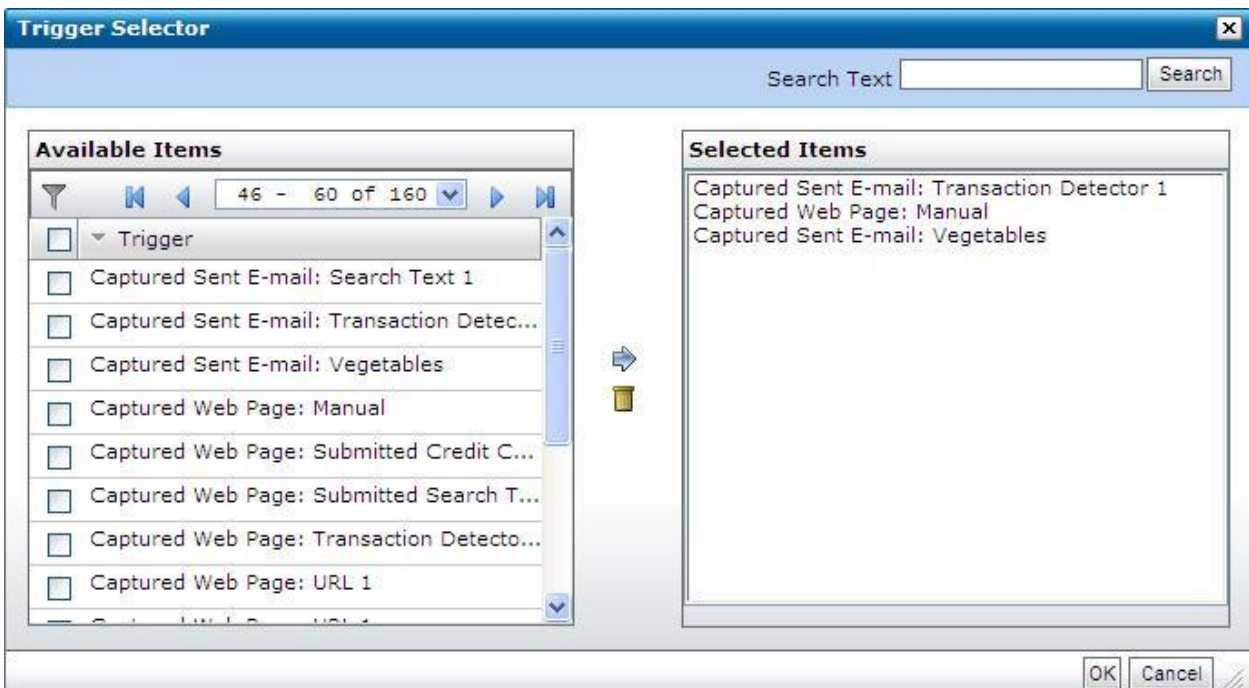 Trigger Selector
Search Text
Search
Available Items
46 - 60 of 160
Trigger
Captured Sent E-mail: Search Text 1
Captured Sent E-mail: Transaction Detec...
Captured Sent E-mail: Vegetables
Captured Web Page: Manual
Captured Web Page: Submitted Credit C...
Captured Web Page: Submitted Search T...
Captured Web Page: Transaction Detecto...
Captured Web Page: URL 1
Selected Items
Captured Sent E-mail: Transaction Detector 1
Captured Web Page: Manual
Captured Sent E-mail: Vegetables
OK
Cancel